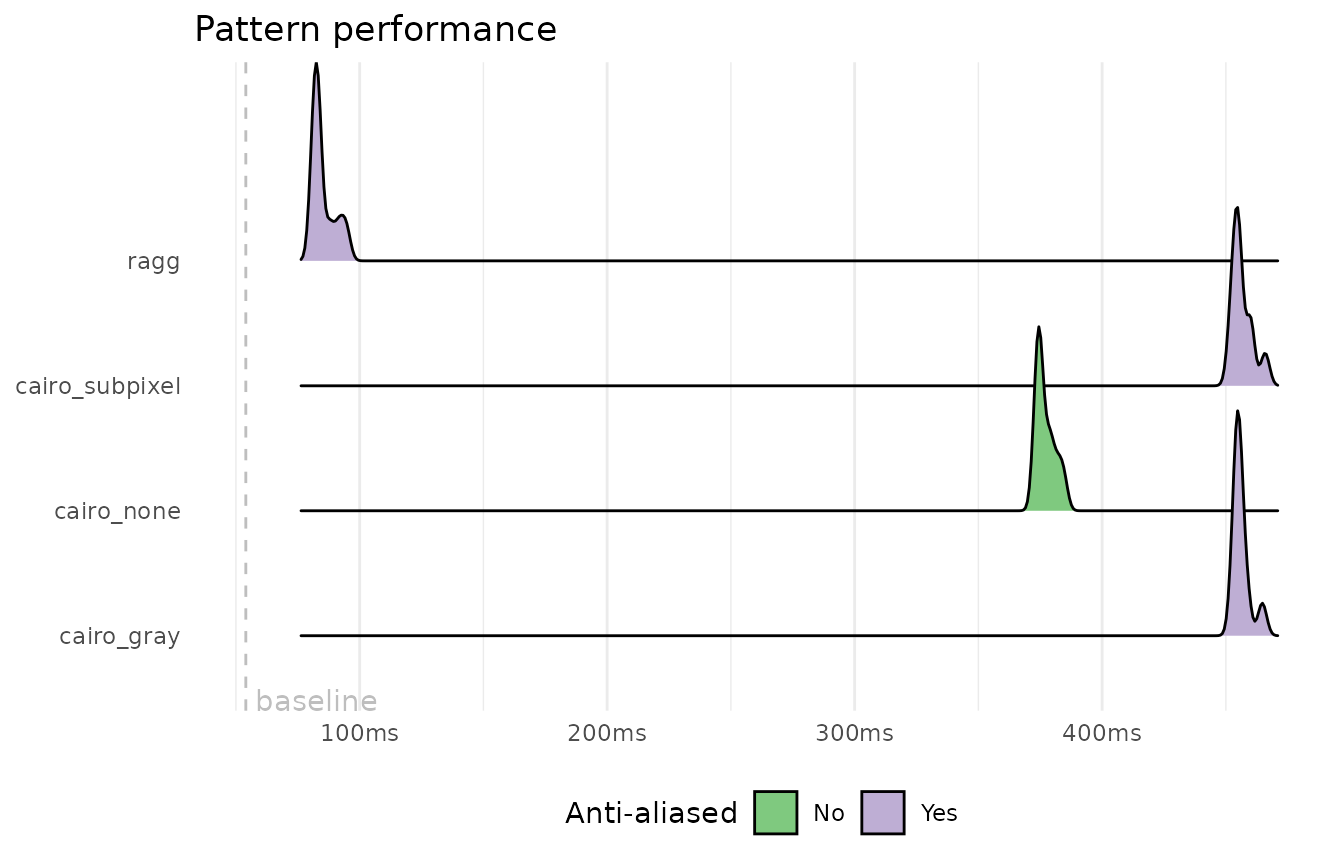 Pattern performance
ragg
cairo_subpixel
cairo_none
cairo_gray
baseline
100ms 200ms 300ms 400ms
Anti-aliased No Yes